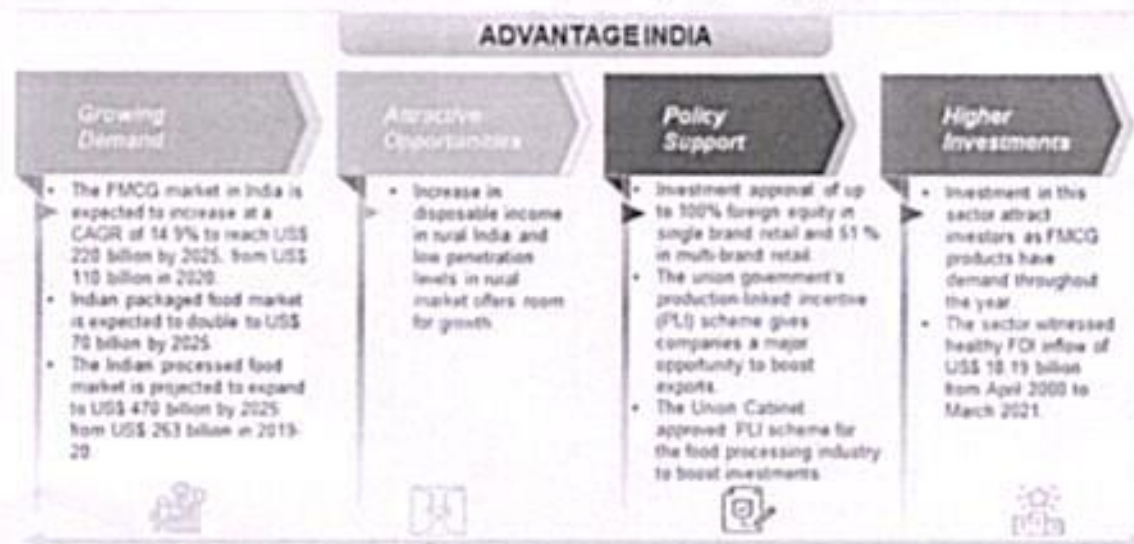 ADVANTAGE INDIA
Growing
Demand
• The FMCG market in India is
expected to increase at a
CAGR of 14.9% to reach US$
220 billion by 2025, from US$
110 billion in 2020.
• Indian packaged food market
is expected to double to US$
70 billion by 2025.
• The Indian processed food
market is projected to expand
to US$ 470 billion by 2025
from US$ 263 billion in 2019-
20.
Attractive
Opportunities
• Increase in
disposable income
in rural India and
low penetration
levels in rural
market offers room
for growth
Policy
Support
• Investment approval of up
to 100% foreign equity in
single brand retail and 51 %
in multi-brand retail.
• The union government's
production-linked incentive
(PLI) scheme gives
companies a major
opportunity to boost
exports.
• The Union Cabinet
approved PLI scheme for
the food processing industry
to boost investments
Higher
Investments
• Investment in this
sector attract
investors as FMCG
products have
demand throughout
the year.
• The sector witnessed
healthy FDI inflow of
US$ 18.19 billion
from April 2000 to
March 2021.